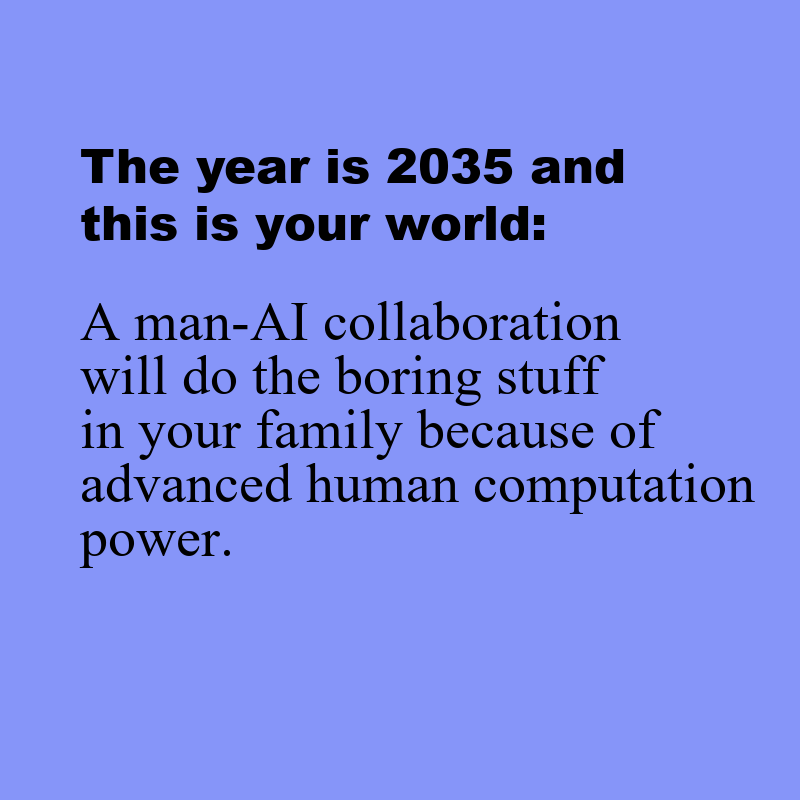 The year is 2035 and
this is your world:
A man-AI collaboration
will do the boring stuff
in your family because of
advanced human computation
power.